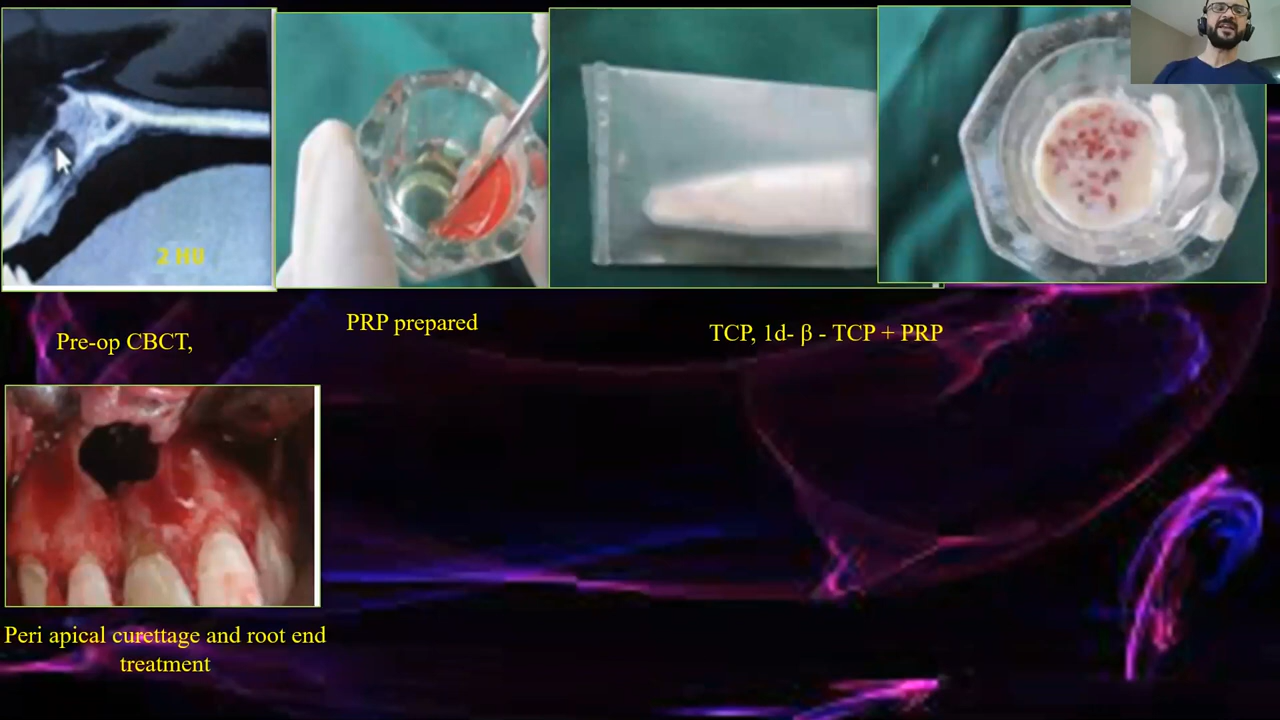 2 HU
PRP prepared
Pre-op CBCT,
TCP, 1d- β - TCP + PRP
Peri apical curettage and root end
treatment